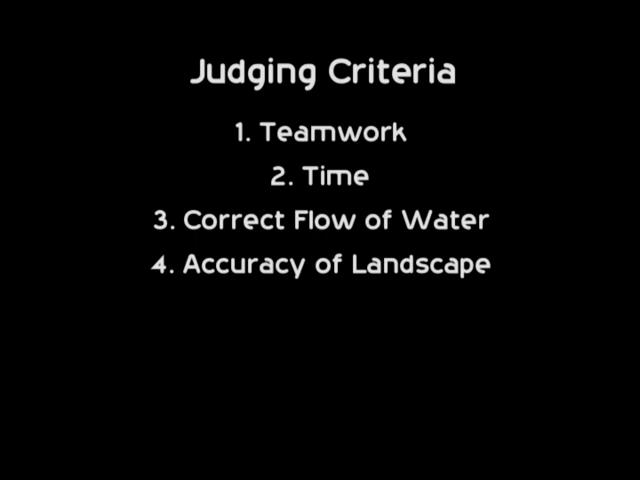 Judging Criteria
1. Teamwork
2. Time
3. Correct Flow of Water
4. Accuracy of Landscape